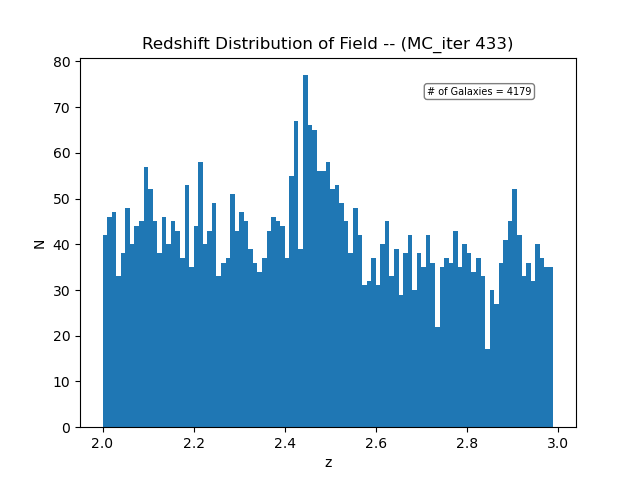 Redshift Distribution of Field -- (MC_iter 433)
# of Galaxies = 4179
80
70
60
50
40
30
20
10
0
N
2.0 2.2 2.4 2.6 2.8 3.0
z